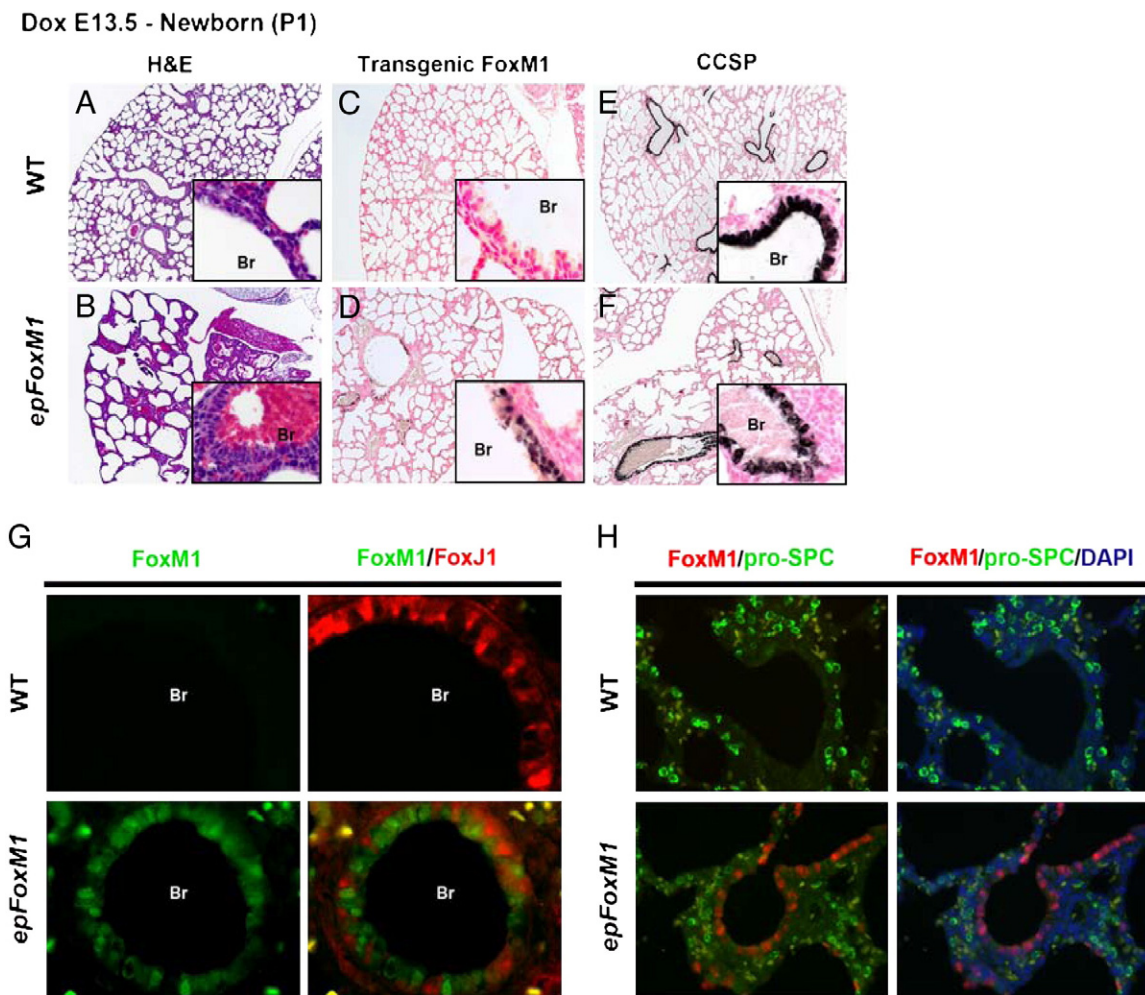 Dox E13.5 - Newborn (P1)
H&E
Transgenic FoxM1
CCSP
WT
A
Br
C
Br
E
Br
epFoxM1
B
Br
D
Br
F
Br
G
FoxM1
FoxM1/FoxJ1
WT
Br
Br
epFoxM1
Br
Br
H
FoxM1/pro-SPC
FoxM1/pro-SPC/DAPI
WT
epFoxM1